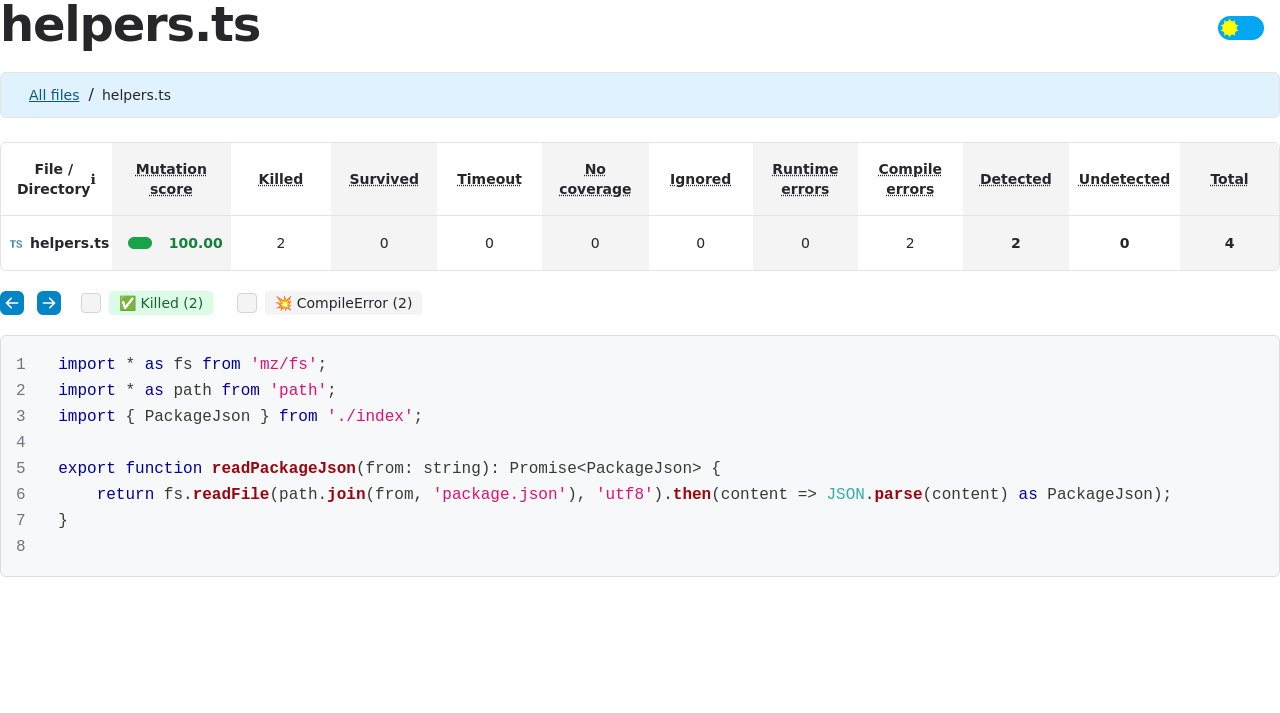 helpers.ts
All files / helpers.ts
File / Directory ℹ Mutation score Killed Survived Timeout No coverage Ignored Runtime errors Compile errors Detected Undetected Total
TS helpers.ts 100.00 2 0 0 0 0 0 2 2 0 4
✅ Killed (2) 💥 CompileError (2)
1 import * as fs from 'mz/fs';
2 import * as path from 'path';
3 import { PackageJson } from './index';
4
5 export function readPackageJson(from: string): Promise<PackageJson> {
6     return fs.readFile(path.join(from, 'package.json'), 'utf8').then(content => JSON.parse(content) as PackageJson);
7 }
8